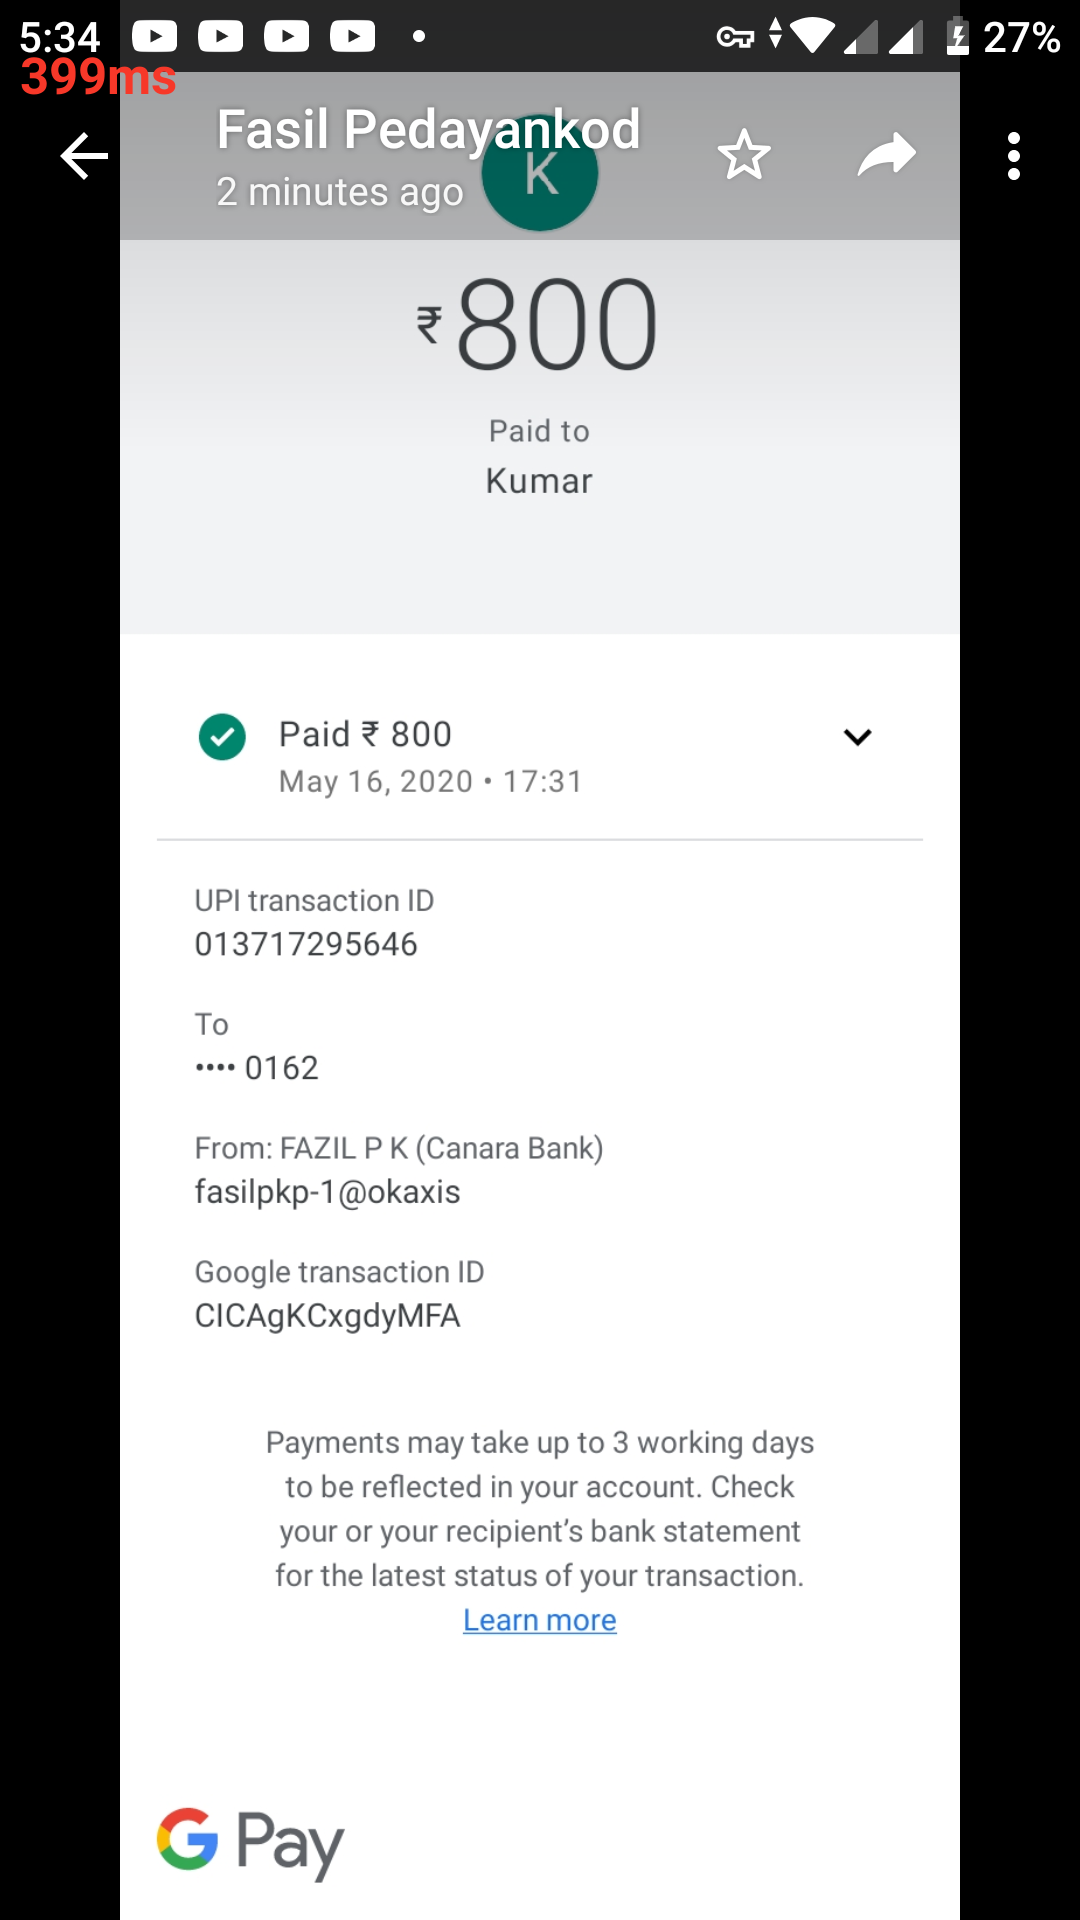 5:34
27%
399ms
Fasil Pedayankod
2 minutes ago
K
₹800
Paid to
Kumar
Paid ₹ 800
May 16, 2020 • 17:31
UPI transaction ID
013717295646
To
•••• 0162
From: FAZIL P K (Canara Bank)
fasilpkp-1@okaxis
Google transaction ID
CICAgKCxgdyMFA
Payments may take up to 3 working days
to be reflected in your account. Check
your or your recipient’s bank statement
for the latest status of your transaction.
Learn more
G Pay